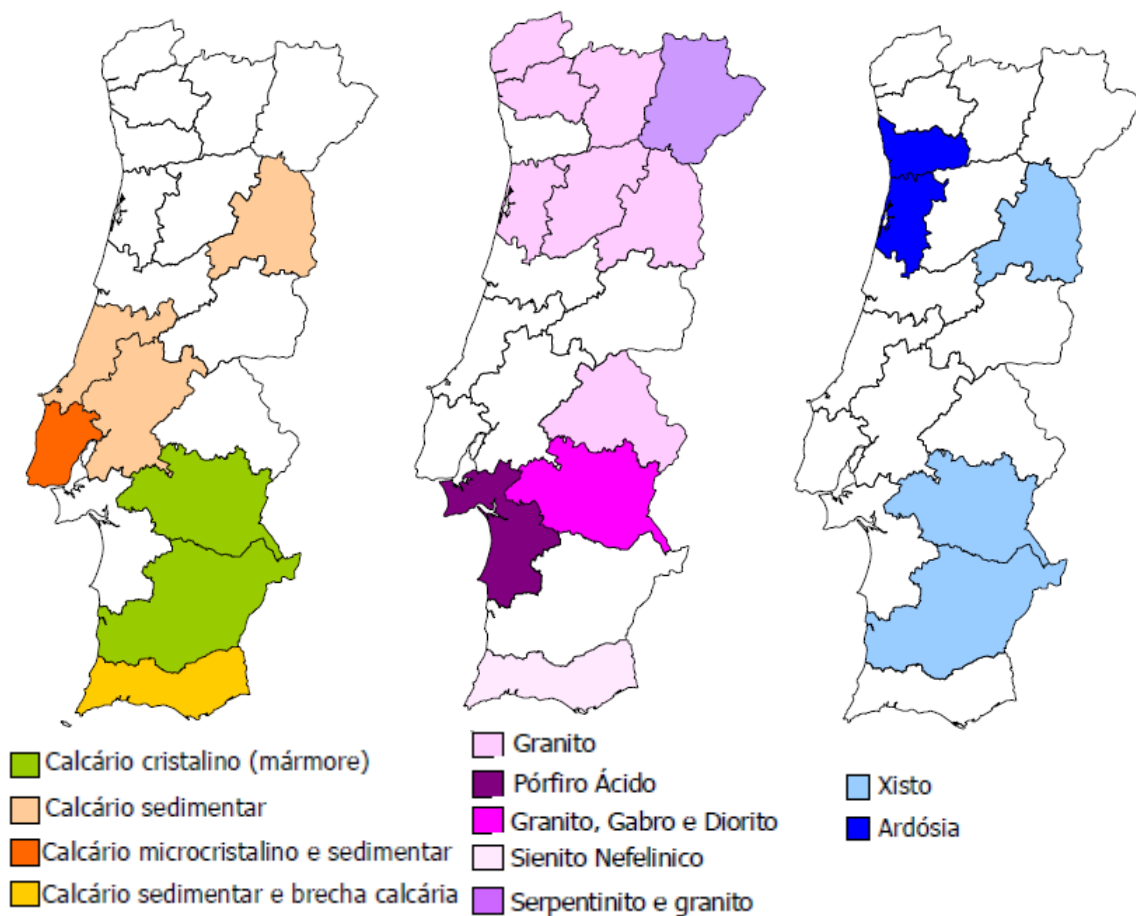 Calcário cristalino (mármore)
Calcário sedimentar
Calcário microcristalino e sedimentar
Calcário sedimentar e brecha calcária
Granito
Pórfiro Ácido
Granito, Gabro e Diorito
Sienito Nefelinico
Serpentinito e granito
Xisto
Ardósia